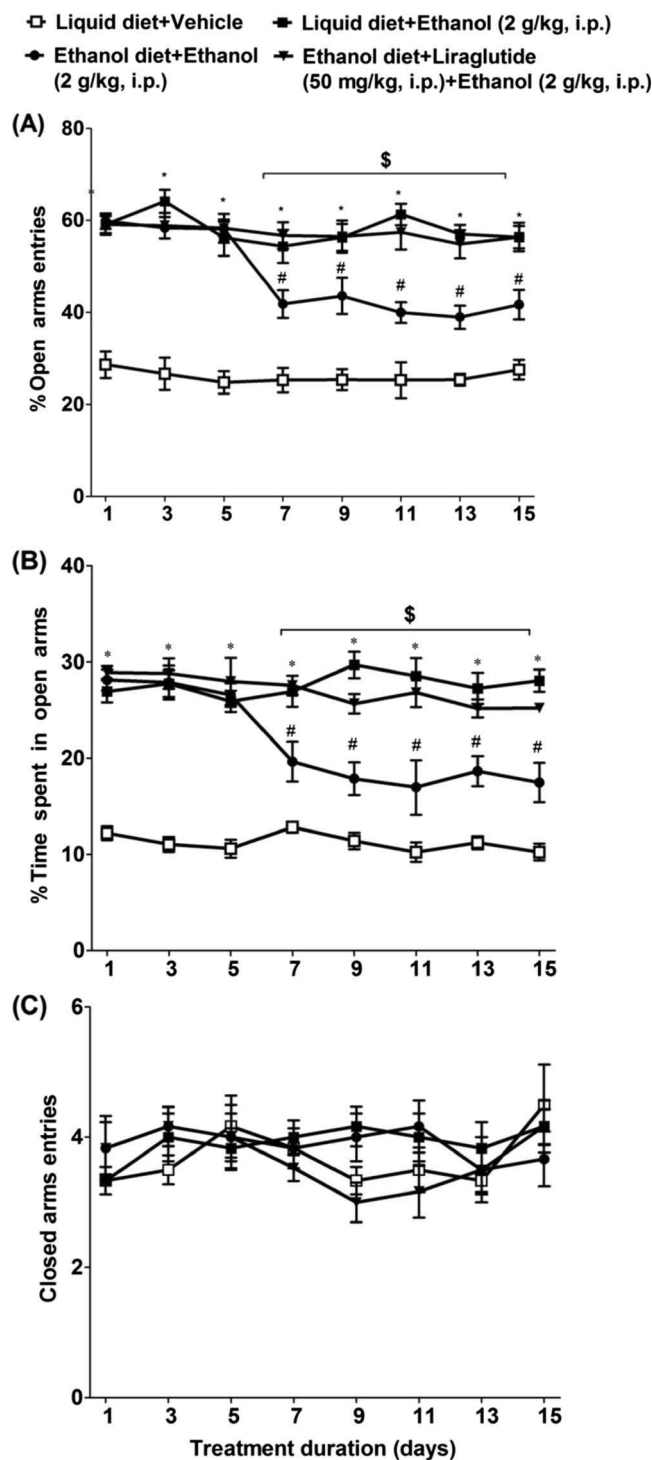 Liquid diet+Vehicle
Liquid diet+Ethanol (2 g/kg, i.p.)
Ethanol diet+Ethanol
(2 g/kg, i.p.)
Ethanol diet+Liraglutide
(50 mg/kg, i.p.)+Ethanol (2 g/kg, i.p.)
(A)
80
60
40
20
0
% Open arms entries
$
* * * * * * * *
# # # # #
1 3 5 7 9 11 13 15
(B)
40
30
20
10
0
% Time spent in open arms
$
* * * * * * * *
# # # # #
1 3 5 7 9 11 13 15
(C)
6
4
2
0
Closed arms entries
1 3 5 7 9 11 13 15
Treatment duration (days)